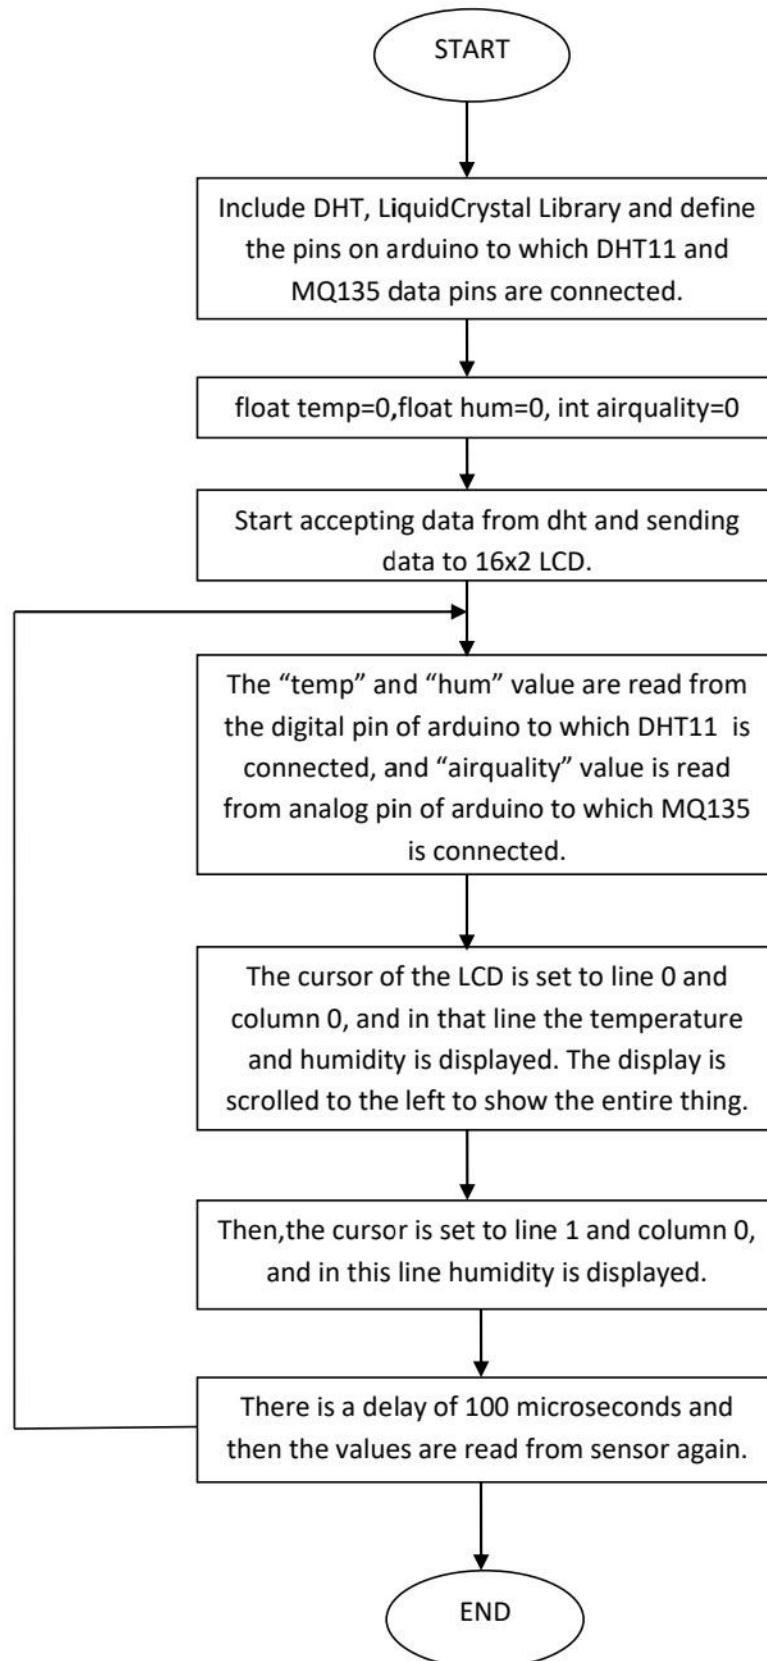 START
Include DHT, LiquidCrystal Library and define
the pins on arduino to which DHT11 and
MQ135 data pins are connected.
float temp=0,float hum=0, int airquality=0
Start accepting data from dht and sending
data to 16x2 LCD.
The “temp” and “hum” value are read from
the digital pin of arduino to which DHT11 is
connected, and “airquality” value is read
from analog pin of arduino to which MQ135
is connected.
The cursor of the LCD is set to line 0 and
column 0, and in that line the temperature
and humidity is displayed. The display is
scrolled to the left to show the entire thing.
Then,the cursor is set to line 1 and column 0,
and in this line humidity is displayed.
There is a delay of 100 microseconds and
then the values are read from sensor again.
END